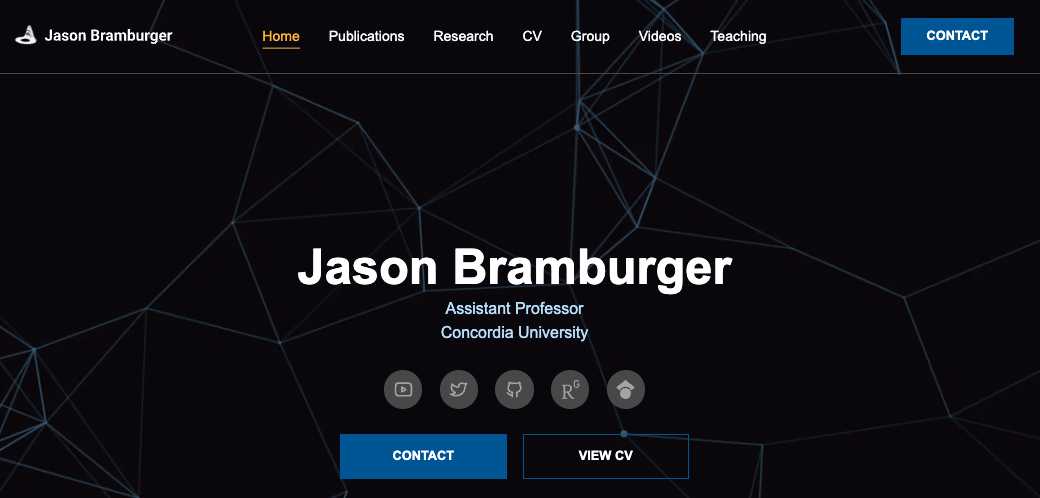 Jason Bramburger
Home Publications Research CV Group Videos Teaching
CONTACT
Jason Bramburger
Assistant Professor
Concordia University
R G
CONTACT
VIEW CV